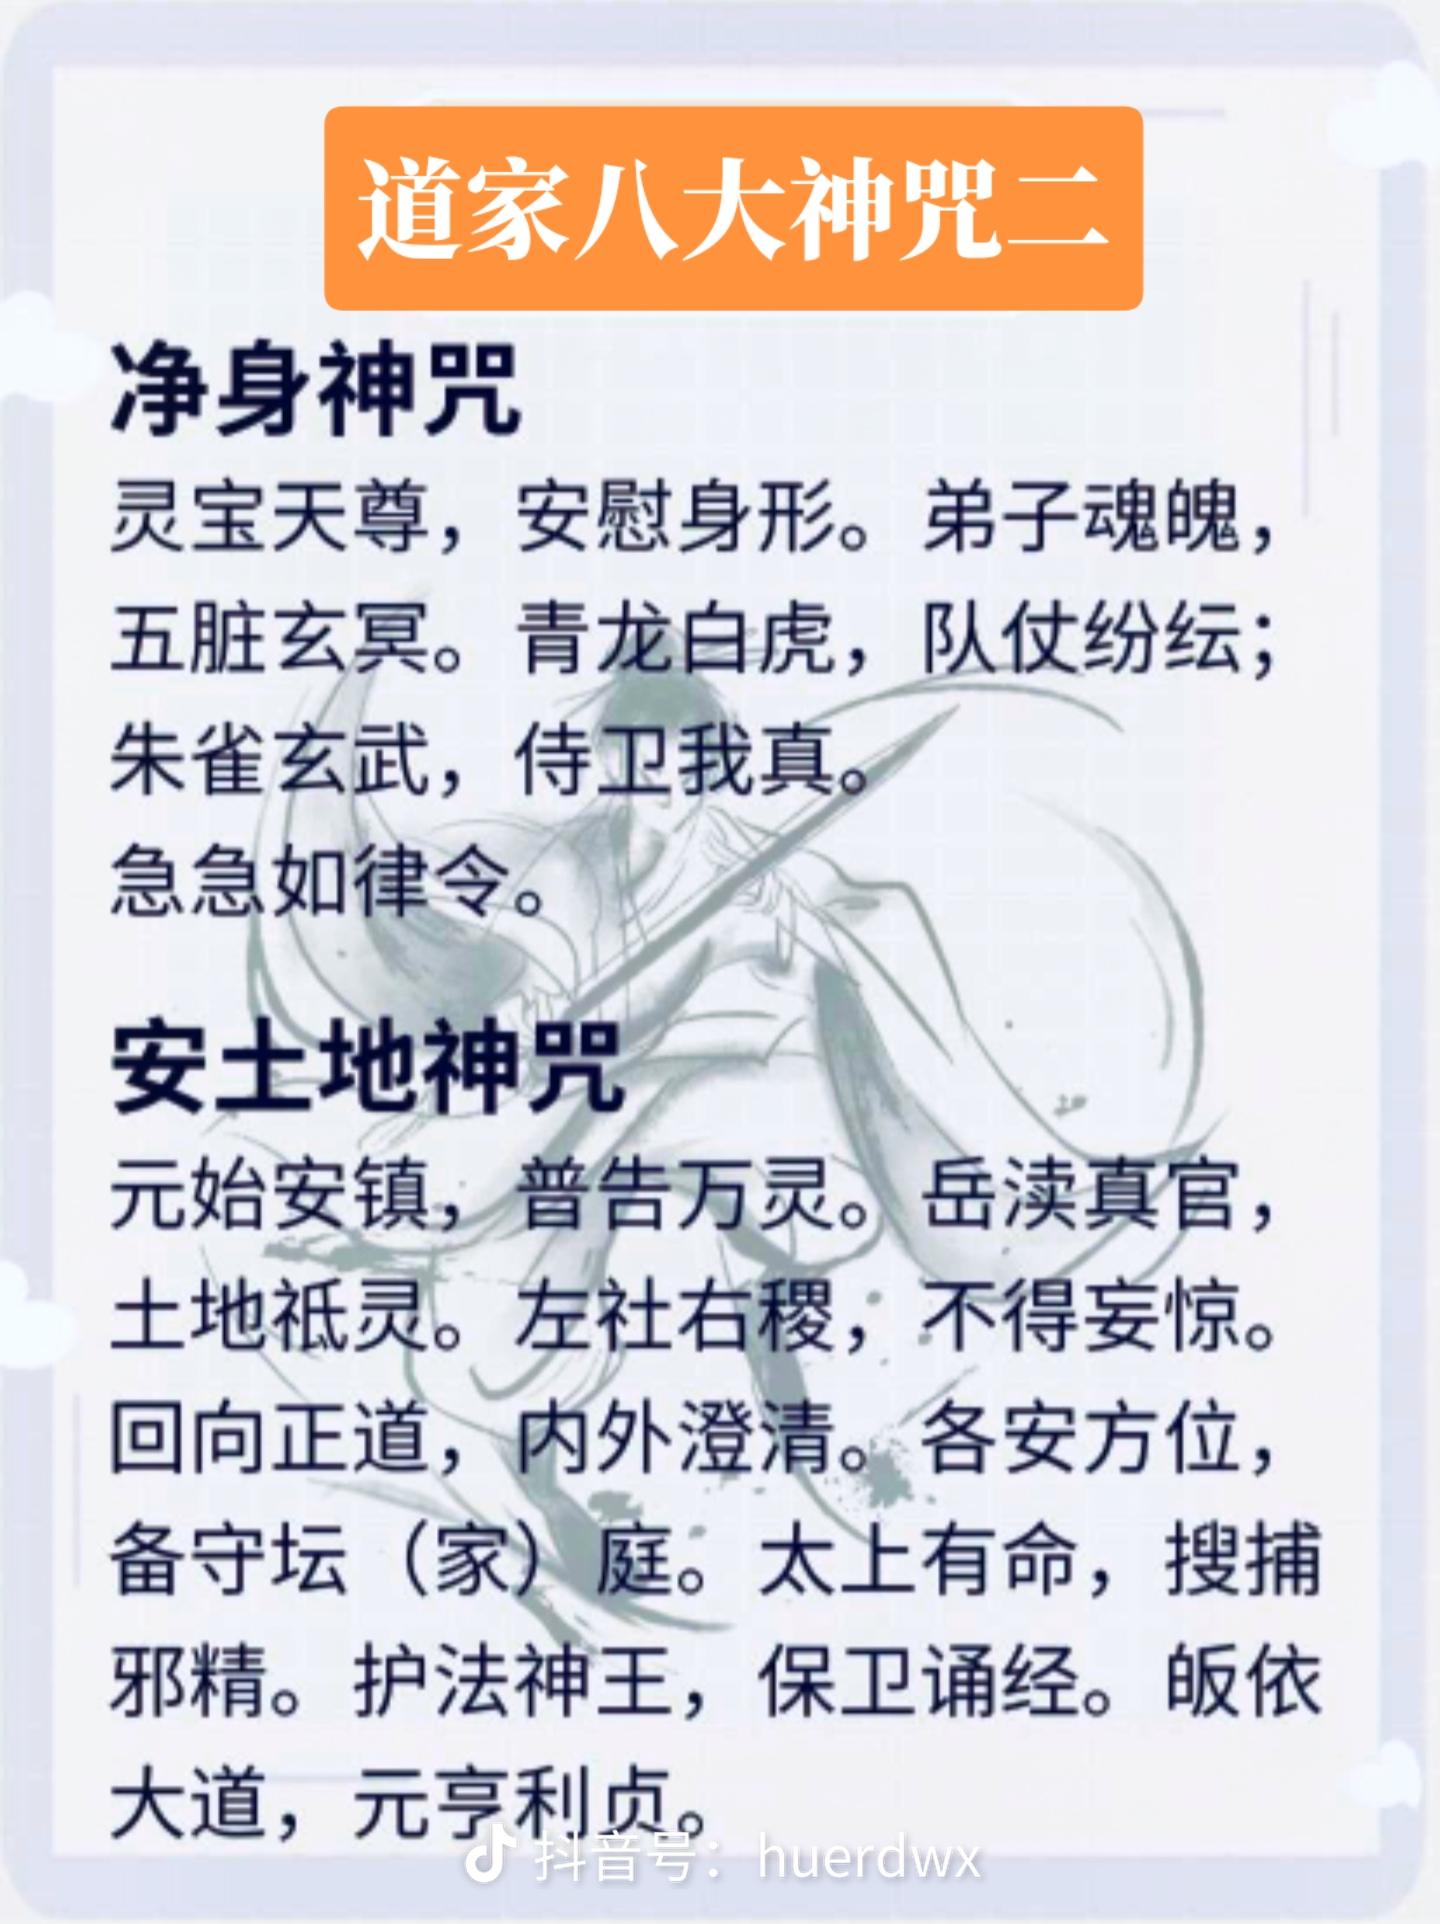 道家八大神咒二
净身神咒
灵宝天尊，安慰身形。弟子魂魄，
五脏玄冥。青龙白虎，队仗纷纭；
朱雀玄武，侍卫我真。
急急如律令。
安土地神咒
元始安镇，普告万灵。岳渎真官，
土地祇灵。左社右稷，不得妄惊。
回向正道，内外澄清。各安方位，
备守坛（家）庭。太上有命，搜捕
邪精。护法神王，保卫诵经。皈依
大道，元亨利贞。
抖音号：huerdwx